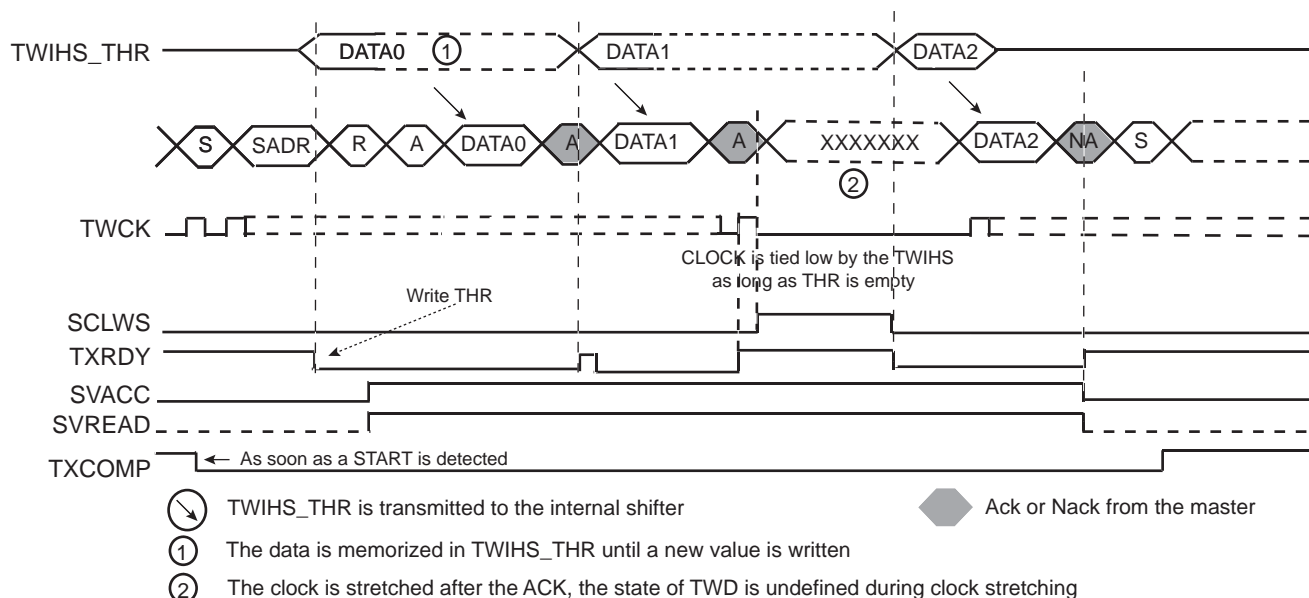 TWIHS_THR DATA0 1 DATA1 DATA2
S SADR R A DATA0 A DATA1 A XXXXXXX DATA2 NA S
2
TWCK
CLOCK is tied low by the TWIHS
as long as THR is empty
Write THR
SCLWS
TXRDY
SVACC
SVREAD
TXCOMP As soon as a START is detected
TWIHS_THR is transmitted to the internal shifter Ack or Nack from the master
1 The data is memorized in TWIHS_THR until a new value is written
2 The clock is stretched after the ACK, the state of TWD is undefined during clock stretching